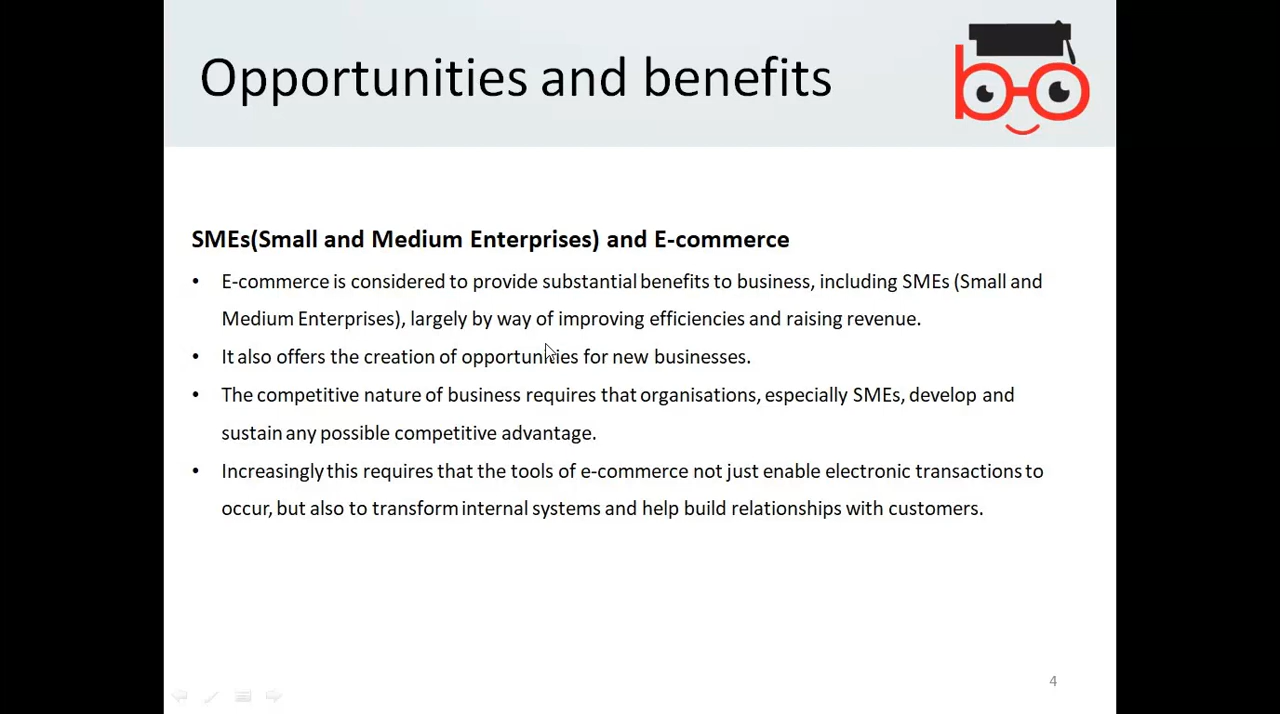 Opportunities and benefits
SMEs(Small and Medium Enterprises) and E-commerce
• E-commerce is considered to provide substantial benefits to business, including SMEs (Small and
Medium Enterprises), largely by way of improving efficiencies and raising revenue.
• It also offers the creation of opportunities for new businesses.
• The competitive nature of business requires that organisations, especially SMEs, develop and
sustain any possible competitive advantage.
• Increasingly this requires that the tools of e-commerce not just enable electronic transactions to
occur, but also to transform internal systems and help build relationships with customers.
4